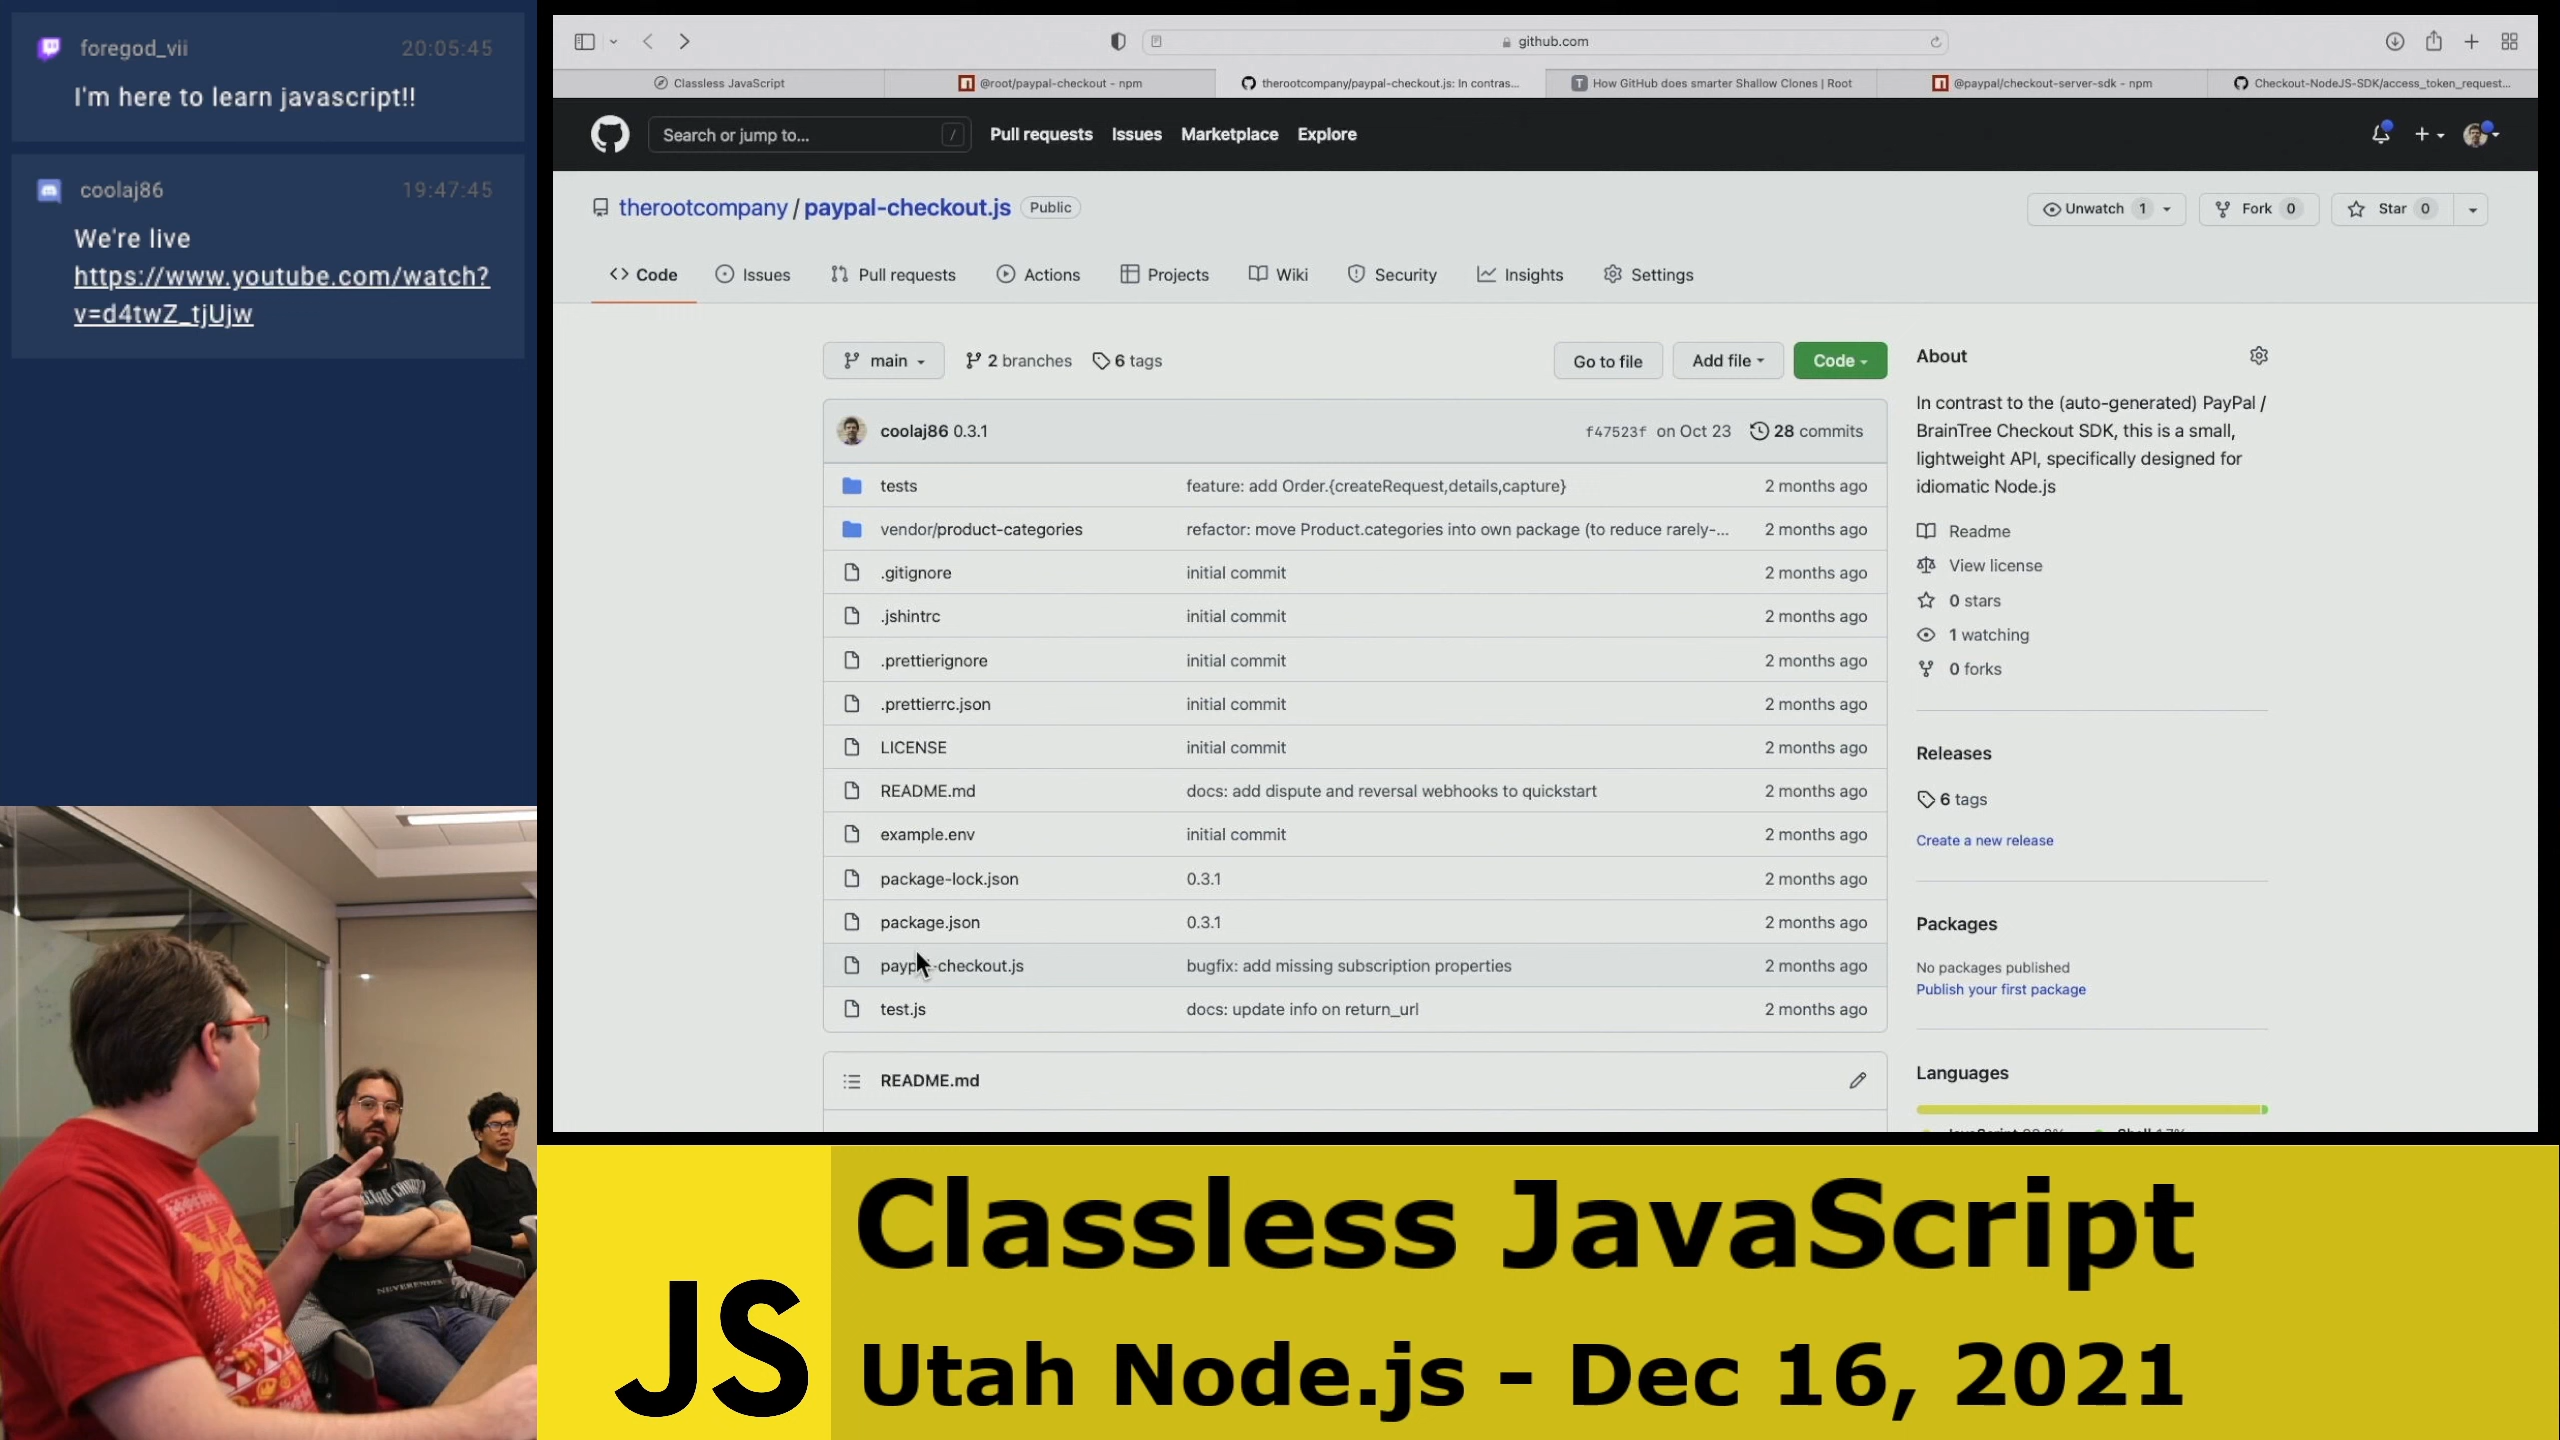 foregod_vii 20:05:45
I'm here to learn javascript!!
coolaj86 19:47:45
We're live
https://www.youtube.com/watch?
v=d4twZ_tjUjw
github.com
Classless JavaScript
@root/paypal-checkout - npm
therootcompany/paypal-checkout.js: In contras...
How GitHub does smarter Shallow Clones | Root
@paypal/checkout-server-sdk - npm
Checkout-NodeJS-SDK/access_token_request...
Search or jump to... /
Pull requests Issues Marketplace Explore
therootcompany / paypal-checkout.js Public
Unwatch 1 Fork 0 Star 0
Code Issues Pull requests Actions Projects Wiki Security Insights Settings
main 2 branches 6 tags Go to file Add file Code
coolaj86 0.3.1 f47523f on Oct 23 28 commits
tests feature: add Order.{createRequest,details,capture} 2 months ago
vendor/product-categories refactor: move Product.categories into own package (to reduce rarely-... 2 months ago
.gitignore initial commit 2 months ago
.jshintrc initial commit 2 months ago
.prettierignore initial commit 2 months ago
.prettierrc.json initial commit 2 months ago
LICENSE initial commit 2 months ago
README.md docs: add dispute and reversal webhooks to quickstart 2 months ago
example.env initial commit 2 months ago
package-lock.json 0.3.1 2 months ago
package.json 0.3.1 2 months ago
paypal-checkout.js bugfix: add missing subscription properties 2 months ago
test.js docs: update info on return_url 2 months ago
README.md
About
In contrast to the (auto-generated) PayPal /
BrainTree Checkout SDK, this is a small,
lightweight API, specifically designed for
idiomatic Node.js
Readme
View license
0 stars
1 watching
0 forks
Releases
6 tags
Create a new release
Packages
No packages published
Publish your first package
Languages
JS
Classless JavaScript
Utah Node.js - Dec 16, 2021